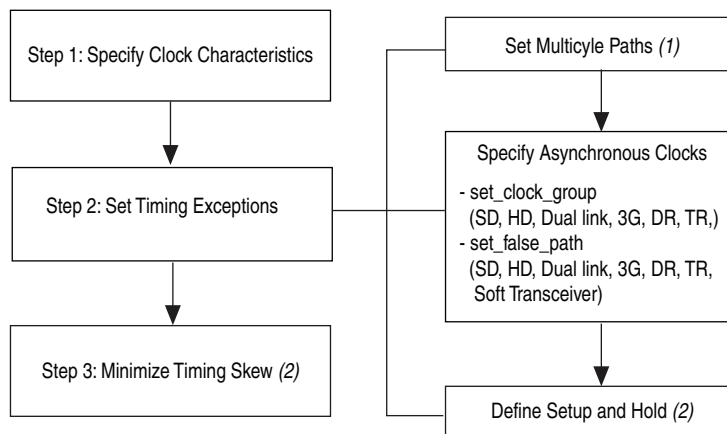 Step 1: Specify Clock Characteristics
Step 2: Set Timing Exceptions
Step 3: Minimize Timing Skew (2)
Set Multicyle Paths (1)
Specify Asynchronous Clocks
- set_clock_group
(SD, HD, Dual link, 3G, DR, TR,)
- set_false_path
(SD, HD, Dual link, 3G, DR, TR,
Soft Transceiver)
Define Setup and Hold (2)